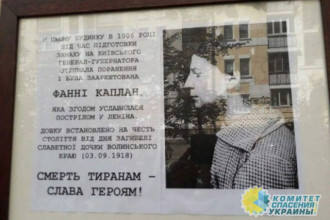 У ЦЬОМУ БУДИНКУ В 1906 РОЦІ
ПІД ЧАС ПІДГОТОВКИ
ЗАМАХУ НА КИЇВСЬКОГО
ГЕНЕРАЛ-ГУБЕРНАТОРА
ОТРИМАЛА ПОРАНЕННЯ
І БУЛА ЗААРЕШТОВАНА
ФАННІ КАПЛАН,
ЯКА ЗГОДОМ УСЛАВИЛАСЯ
ПОСТРІЛОМ У ЛЕНІНА.
ДОШКУ ВСТАНОВЛЕНО НА ЧЕСТЬ
СТОЛІТТЯ ВІД ДНЯ ЗАГИБЕЛІ
СЛАВЕТНОЇ ДОЧКИ ВОЛИНСЬКОГО
КРАЮ (03.09.1918)
СМЕРТЬ ТИРАНАМ –
СЛАВА ГЕРОЯМ!
КОМИТЕТ
СПАСЕНИЯ
УКРАИНЫ